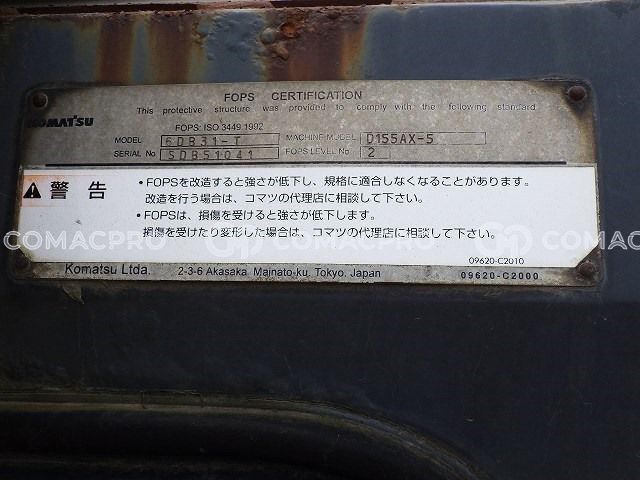 FOPS CERTIFICATION
This protective structure was provided to comply with the following standard
KOMATSU
FOPS: ISO 3449 1992
MODEL 6DB31-T MACHINE MODEL D155AX-5
SERIAL No SDB51041 FOPS LEVEL No 2
警告
・FOPSを改造すると強さが低下し、規格に適合しなくなることがあります。
改造を行う場合は、コマツの代理店に相談して下さい。
・FOPSは、損傷を受けると強さが低下します。
損傷を受けたり変形した場合は、コマツの代理店に相談して下さい。
COMACPRO COMACPRO COMACPRO
09620-C2010
Komatsu Ltda. 2-3-6 Akasaka, Mainato-ku, Tokyo, Japan 09620-C2000